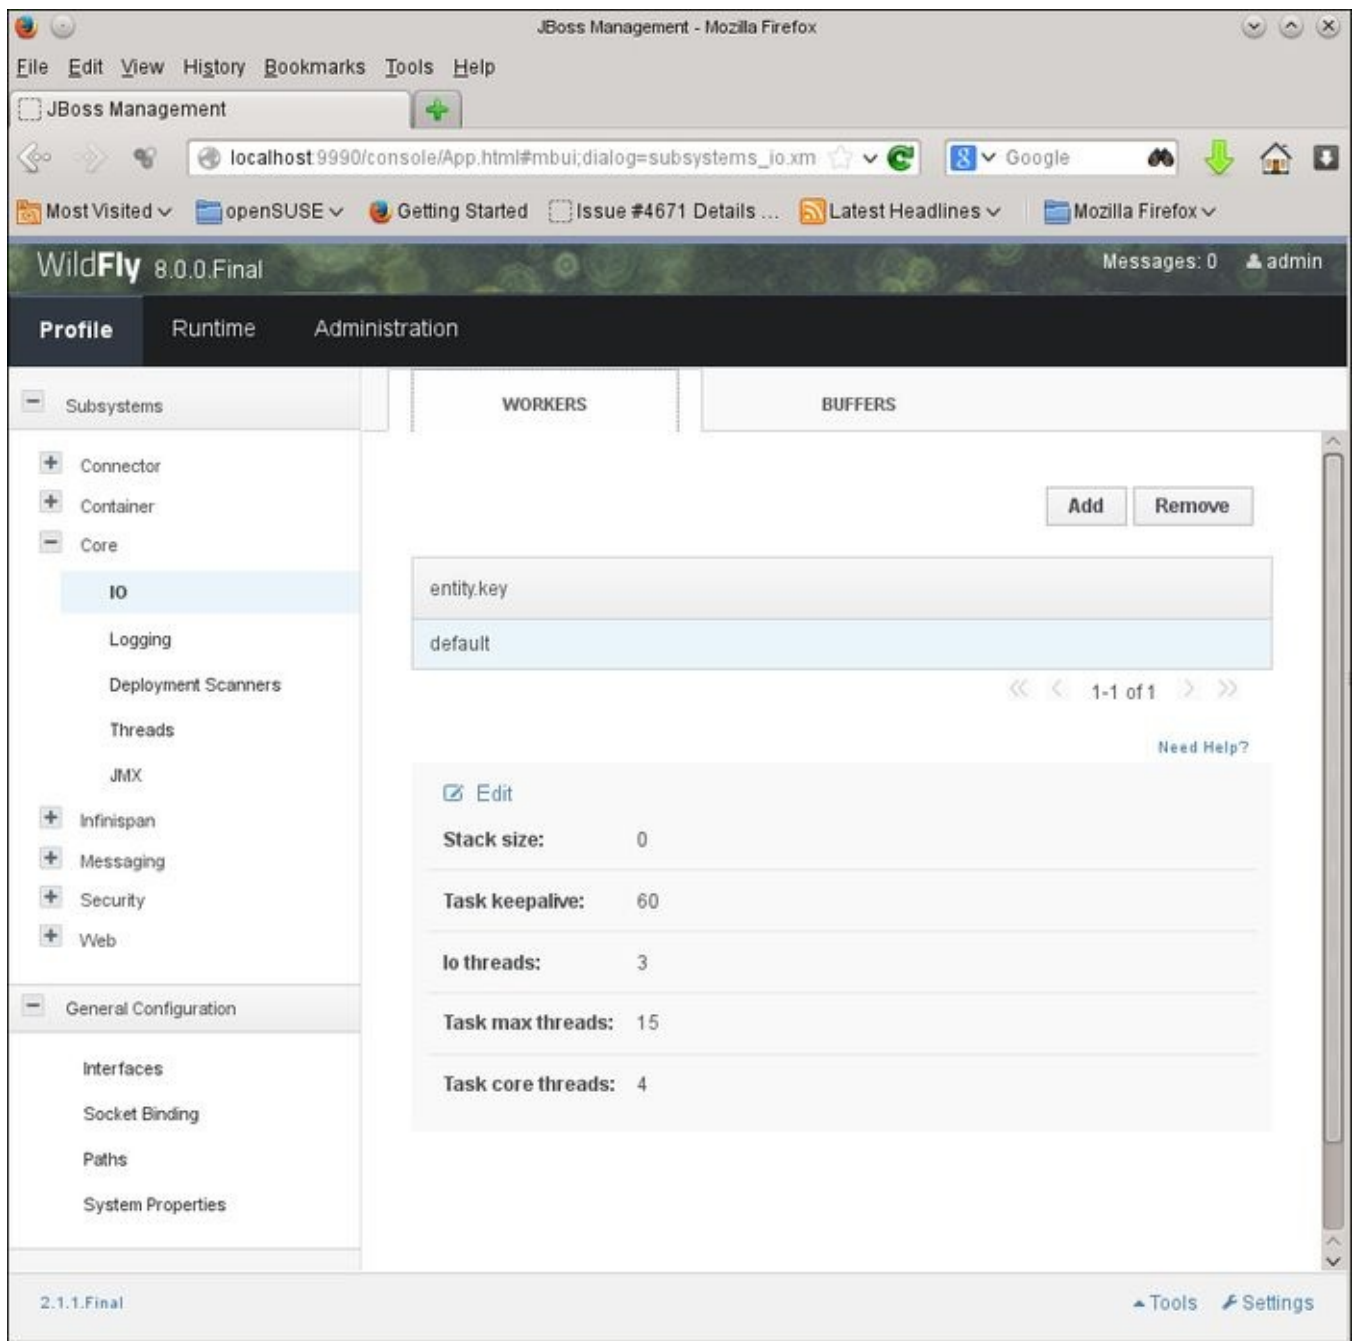 JBoss Management - Mozilla Firefox
File Edit View History Bookmarks Tools Help
JBoss Management
localhost:9990/console/App.html#mbui;dialog=subsystems_io.xm Google
Most Visited openSUSE Getting Started Issue #4671 Details ... Latest Headlines Mozilla Firefox
WildFly 8.0.0.Final Messages: 0 admin
Profile Runtime Administration
Subsystems
Connector
Container
Core
IO
Logging
Deployment Scanners
Threads
JMX
Infinispan
Messaging
Security
Web
General Configuration
Interfaces
Socket Binding
Paths
System Properties
WORKERS BUFFERS
Add Remove
entity.key
default
1-1 of 1
Need Help?
Edit
Stack size: 0
Task keepalive: 60
Io threads: 3
Task max threads: 15
Task core threads: 4
2.1.1.Final Tools Settings